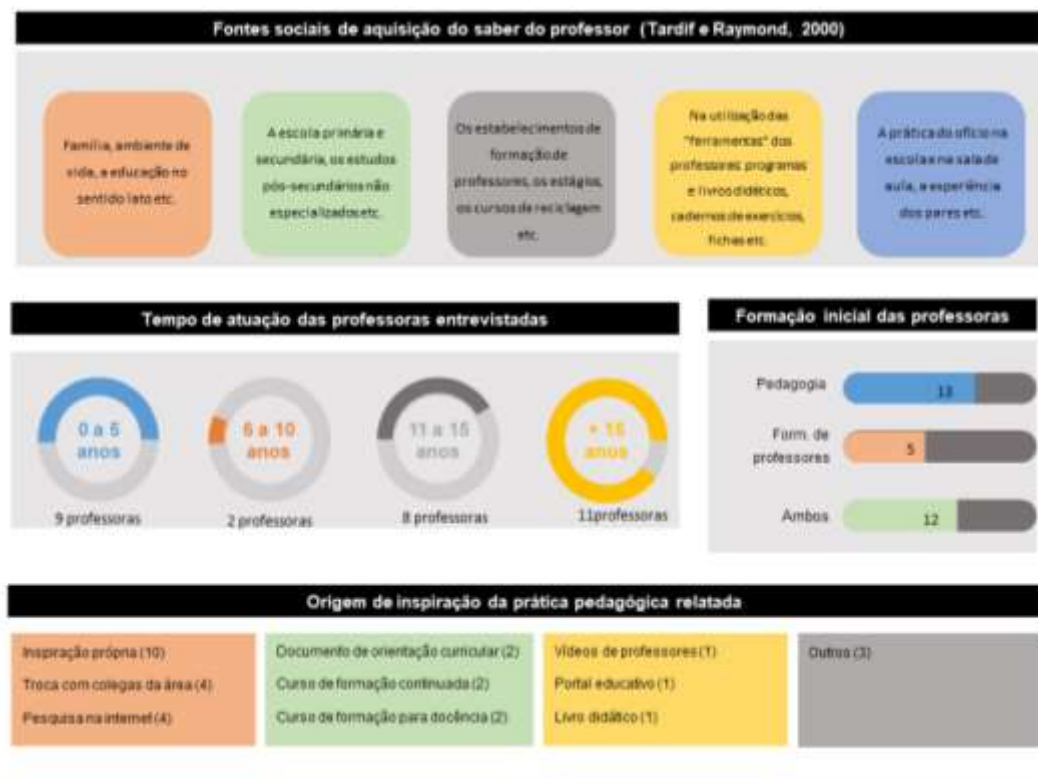 Fontes sociais de aquisição do saber do professor (Tardif e Raymond, 2000)
Família, ambiente de
vida, a educação no
sentido lato etc.
A escola primária e
secundária, os estudos
pós-secundários não
especializados etc.
Os estabelecimentos de
formação de
professores, os estágios,
os cursos de reciclagem
etc.
Na utilização das
"ferramentas" dos
professores: programas
e livros didáticos,
cadernos de exercícios,
fichas etc.
A prática do ofício na
escola e na sala de
aula, a experiência
dos pares etc.
Tempo de atuação das professoras entrevistadas
0 a 5
anos
9 professoras
6 a 10
anos
2 professoras
11 a 15
anos
8 professoras
+ 15
anos
11professoras
Formação inicial das professoras
Pedagogia
13
Form. de
professores
5
Ambos
12
Origem de inspiração da prática pedagógica relatada
Inspiração própria (10)
Troca com colegas da área (4)
Pesquisa na internet (4)
Documento de orientação curricular (2)
Curso de formação continuada (2)
Curso de formação para docência (2)
Vídeos de professores (1)
Portal educativo (1)
Livro didático (1)
Outros (3)